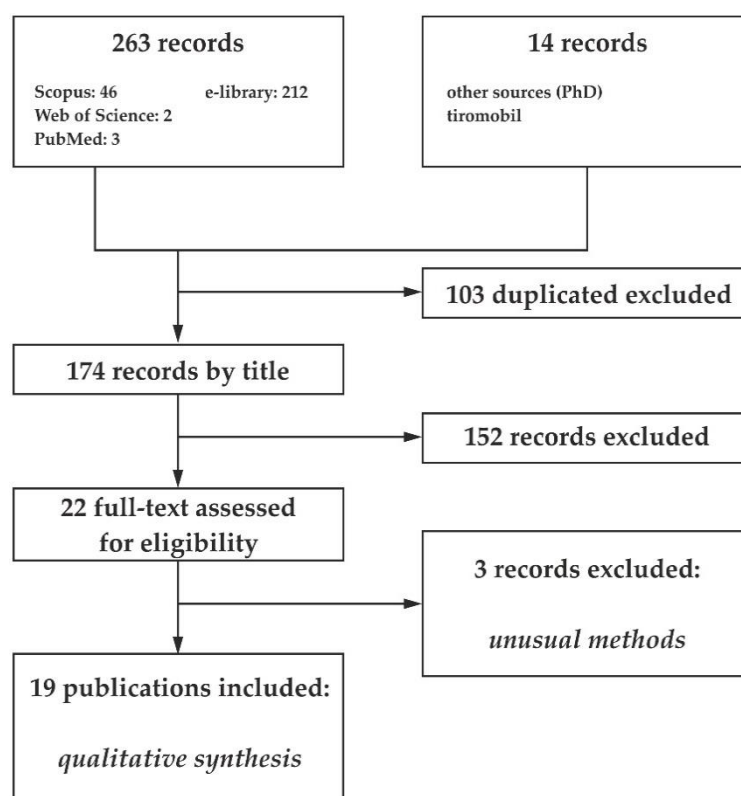 263 records
Scopus: 46 e-library: 212
Web of Science: 2
PubMed: 3
14 records
other sources (PhD)
tiromobil
103 duplicated excluded
174 records by title
152 records excluded
22 full-text assessed
for eligibility
3 records excluded:
unusual methods
19 publications included:
qualitative synthesis